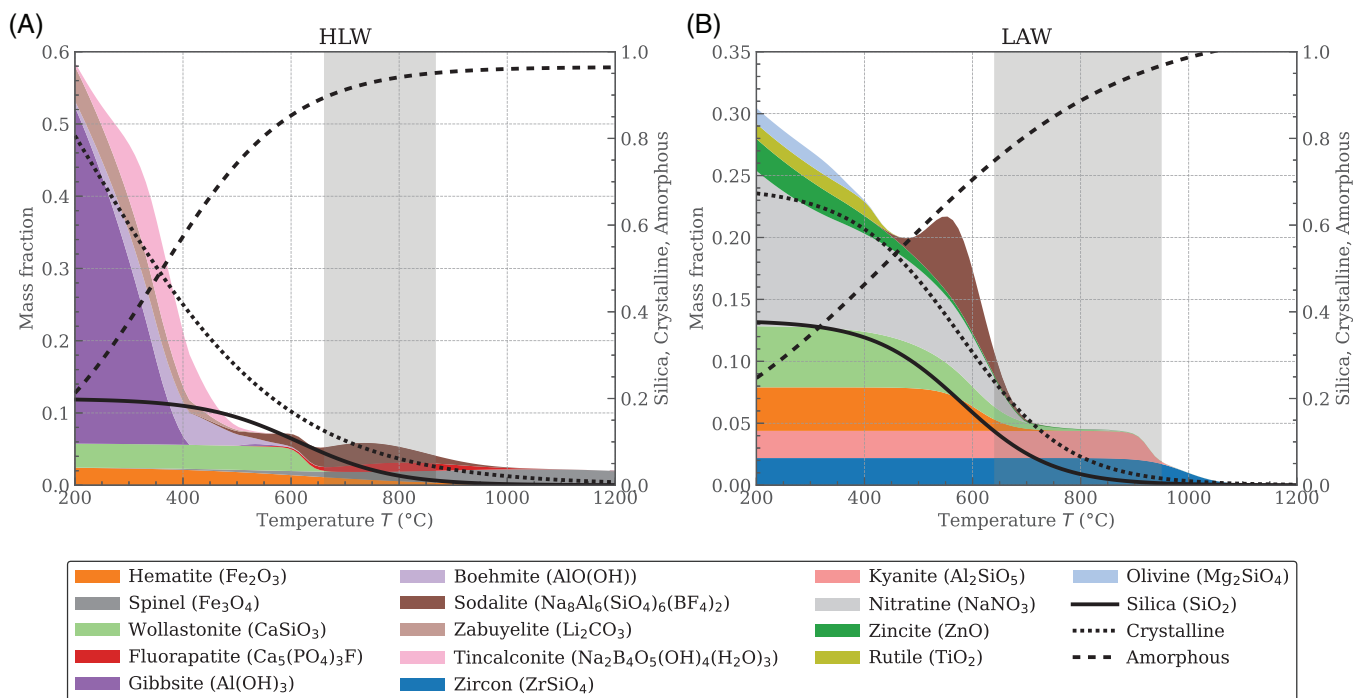 (A)
HLW
0.6
0.5
0.4
0.3
0.2
0.1
0.0
Mass fraction
1.0
0.8
0.6
0.4
0.2
0.0
Silica, Crystalline, Amorphous
200 400 600 800 1000 1200
Temperature T (°C)
(B)
LAW
0.35
0.30
0.25
0.20
0.15
0.10
0.05
0.00
Mass fraction
1.0
0.8
0.6
0.4
0.2
0.0
Silica, Crystalline, Amorphous
200 400 600 800 1000 1200
Temperature T (°C)
Hematite (Fe₂O₃)
Spinel (Fe₃O₄)
Wollastonite (CaSiO₃)
Fluorapatite (Ca₅(PO₄)₃F)
Gibbsite (Al(OH)₃)
Boehmite (AlO(OH))
Sodalite (Na₈Al₆(SiO₄)₆(BF₄)₂)
Zabuyelite (Li₂CO₃)
Tincalconite (Na₂B₄O₅(OH)₄(H₂O)₃)
Zircon (ZrSiO₄)
Kyanite (Al₂SiO₅)
Nitratine (NaNO₃)
Zincite (ZnO)
Rutile (TiO₂)
Olivine (Mg₂SiO₄)
Silica (SiO₂)
Crystalline
Amorphous